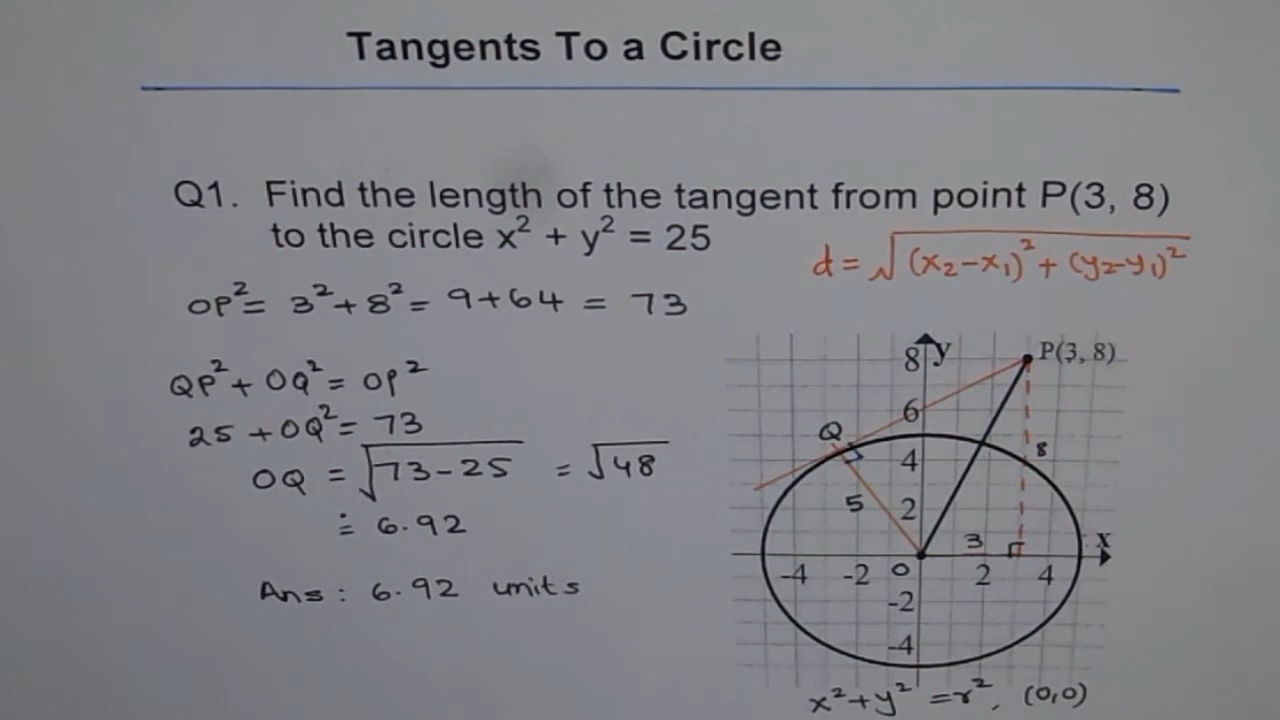 Tangents To a Circle
Q1. Find the length of the tangent from point P(3, 8)
to the circle x² + y² = 25
d = √(x₂-x₁)² + (y₂-y₁)²
OP² = 3² + 8² = 9 + 64 = 73
QP² + OQ² = OP²
25 + OQ² = 73
OQ = √73-25 = √48
≐ 6.92
Ans : 6.92 units
8 y P(3, 8)
6
Q
4 8
5 2
3 x
-4 -2 O 2 4
-2
-4
x² + y² = r², (0,0)